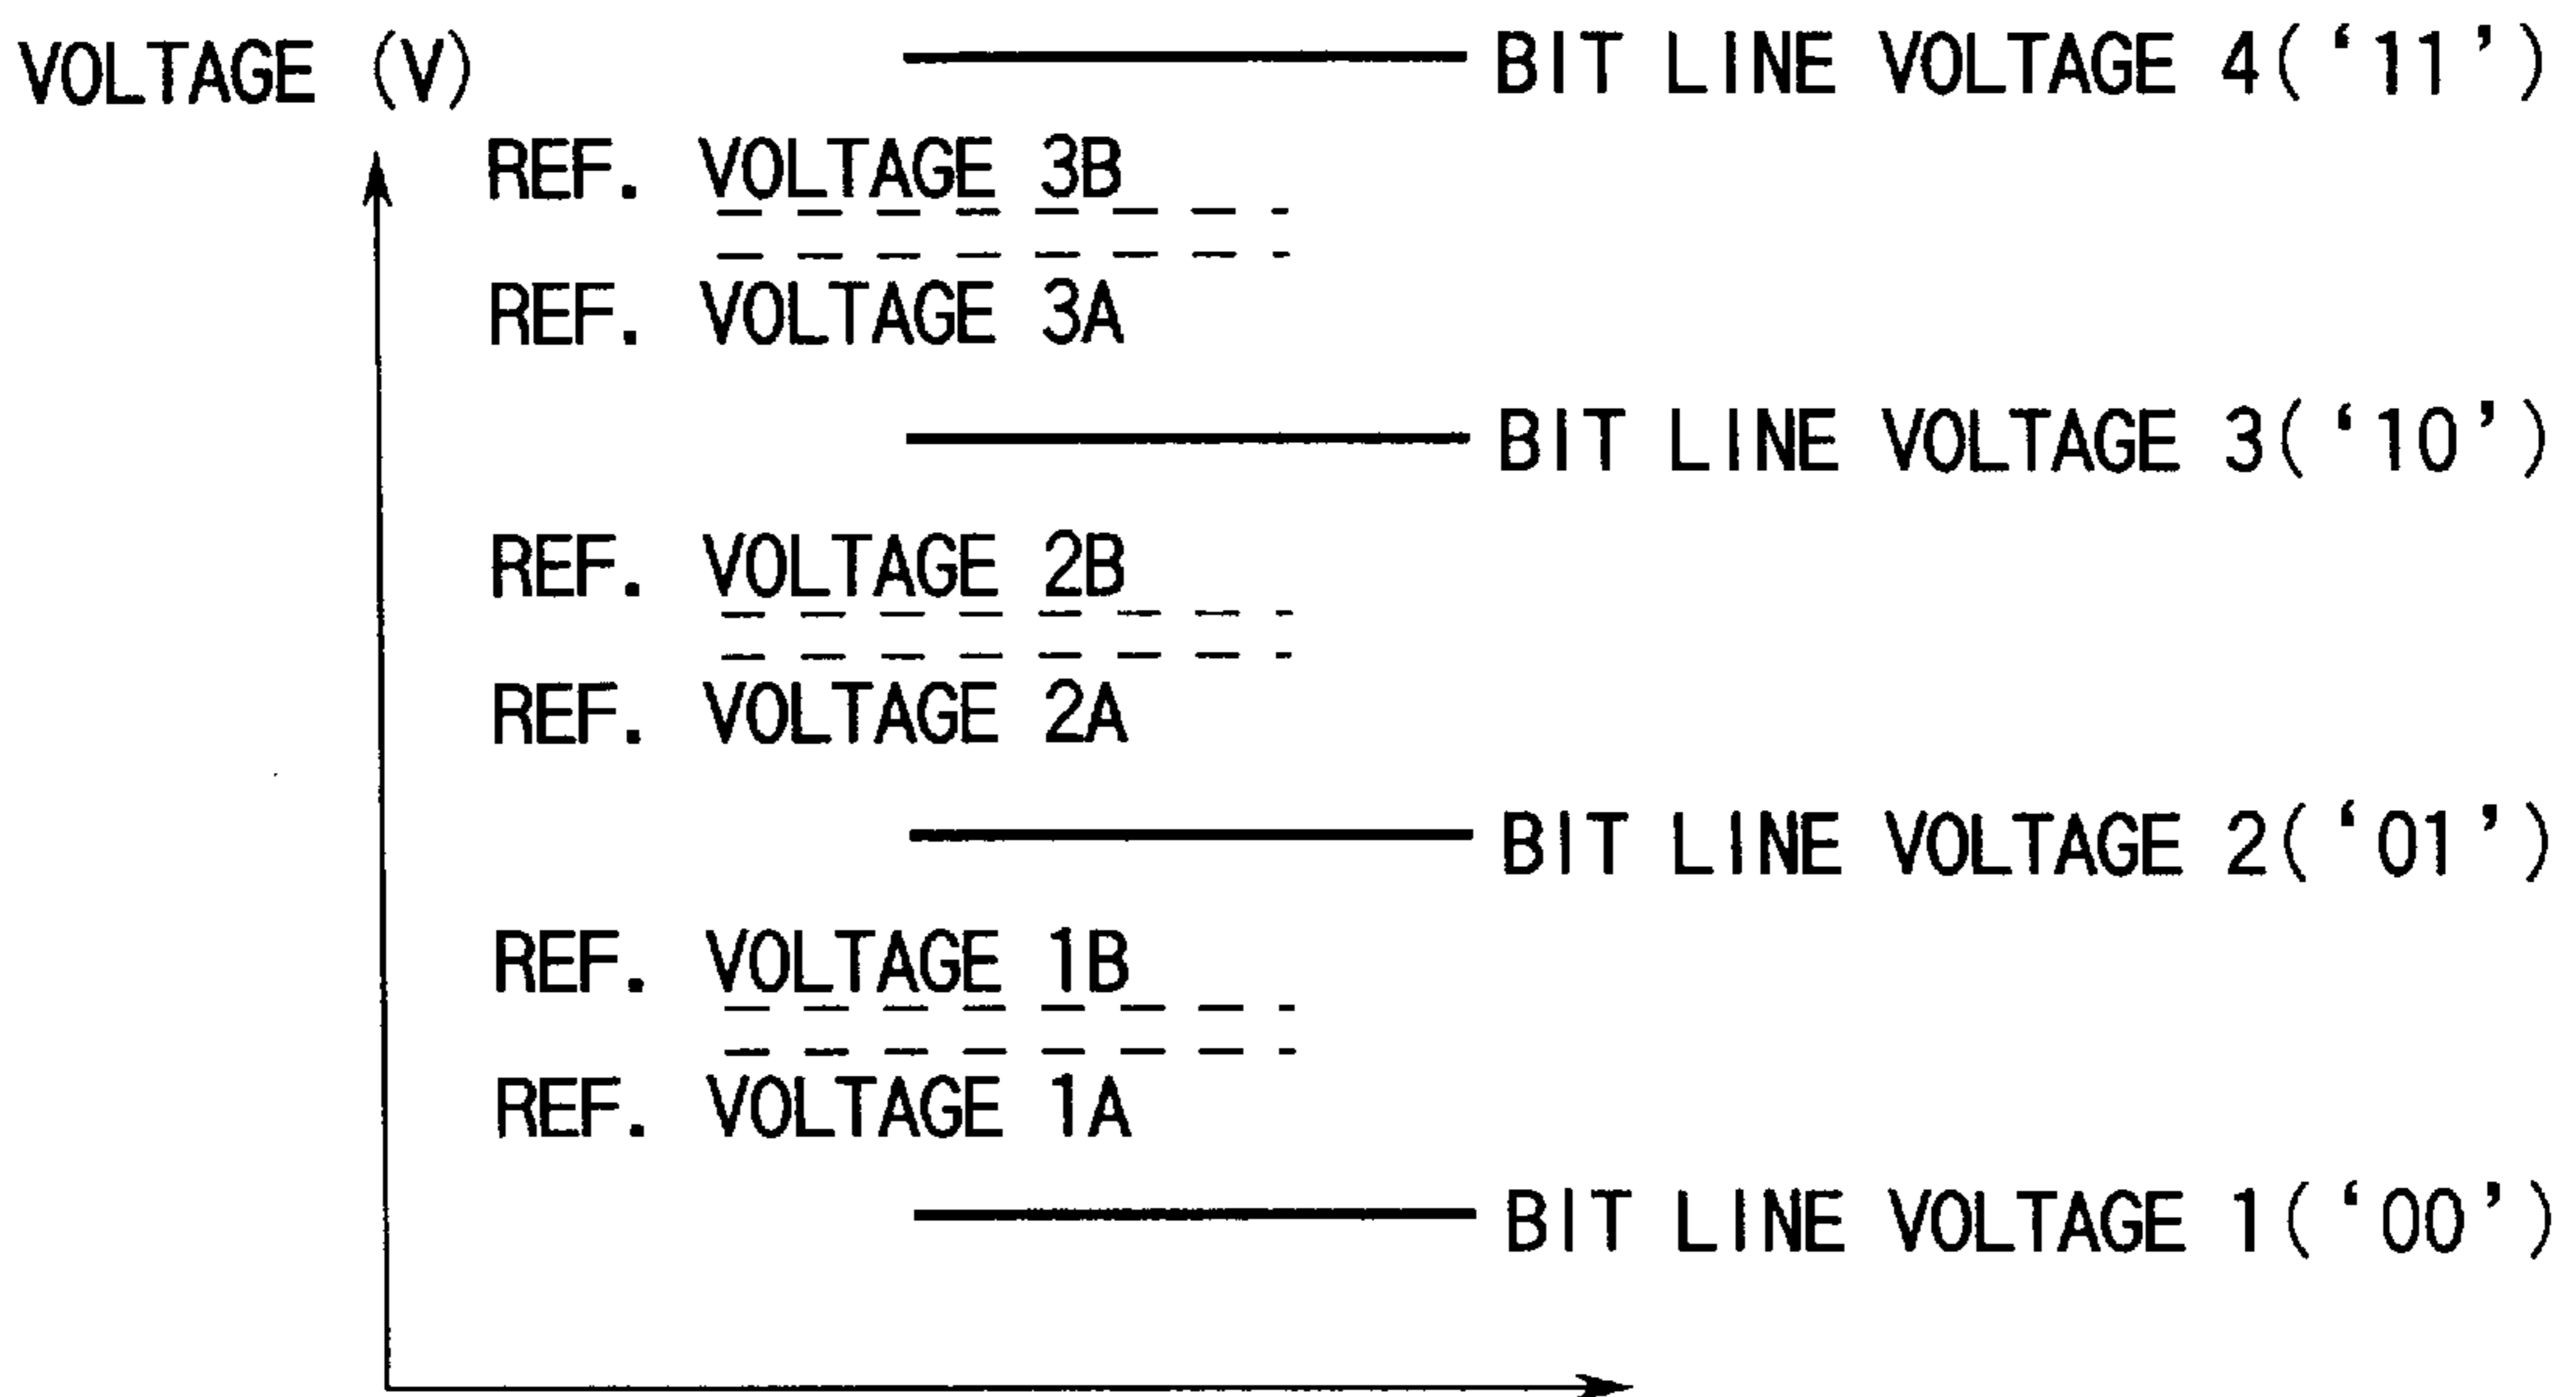 VOLTAGE (V)
BIT LINE VOLTAGE 4(‘11’)
REF. VOLTAGE 3B
REF. VOLTAGE 3A
BIT LINE VOLTAGE 3(‘10’)
REF. VOLTAGE 2B
REF. VOLTAGE 2A
BIT LINE VOLTAGE 2(‘01’)
REF. VOLTAGE 1B
REF. VOLTAGE 1A
BIT LINE VOLTAGE 1(‘00’)